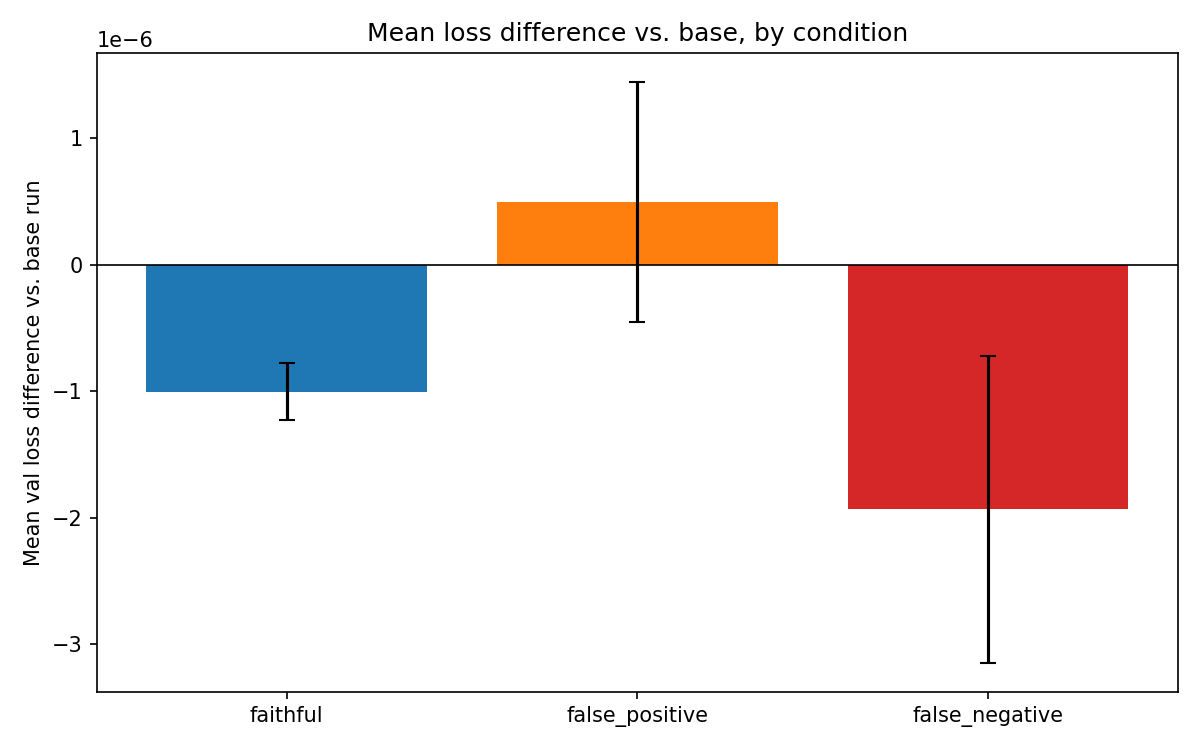 Mean loss difference vs. base, by condition
1e−6
Mean val loss difference vs. base run
1
0
−1
−2
−3
faithful
false_positive
false_negative